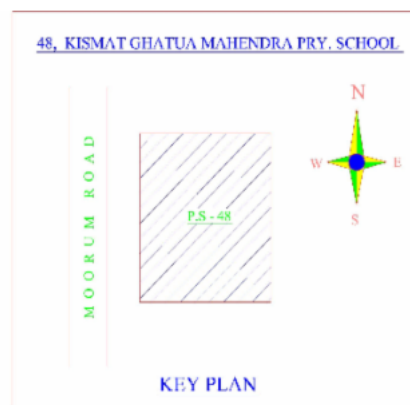 48, KISMAT GHATUA MAHENDRA PRY. SCHOOL
N
W E
S
MOORUM ROAD
P.S - 48
KEY PLAN